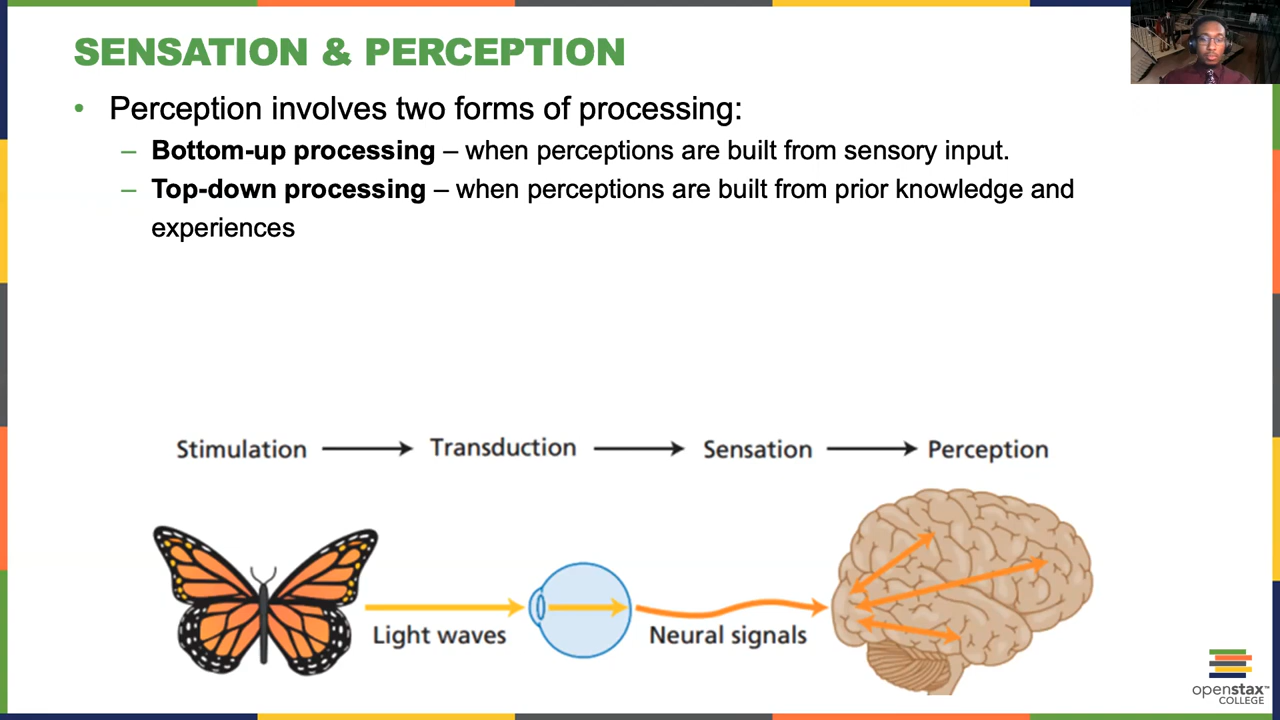 SENSATION & PERCEPTION
• Perception involves two forms of processing:
– Bottom-up processing – when perceptions are built from sensory input.
– Top-down processing – when perceptions are built from prior knowledge and
experiences
Stimulation Transduction Sensation Perception
Light waves Neural signals
openstax™
COLLEGE